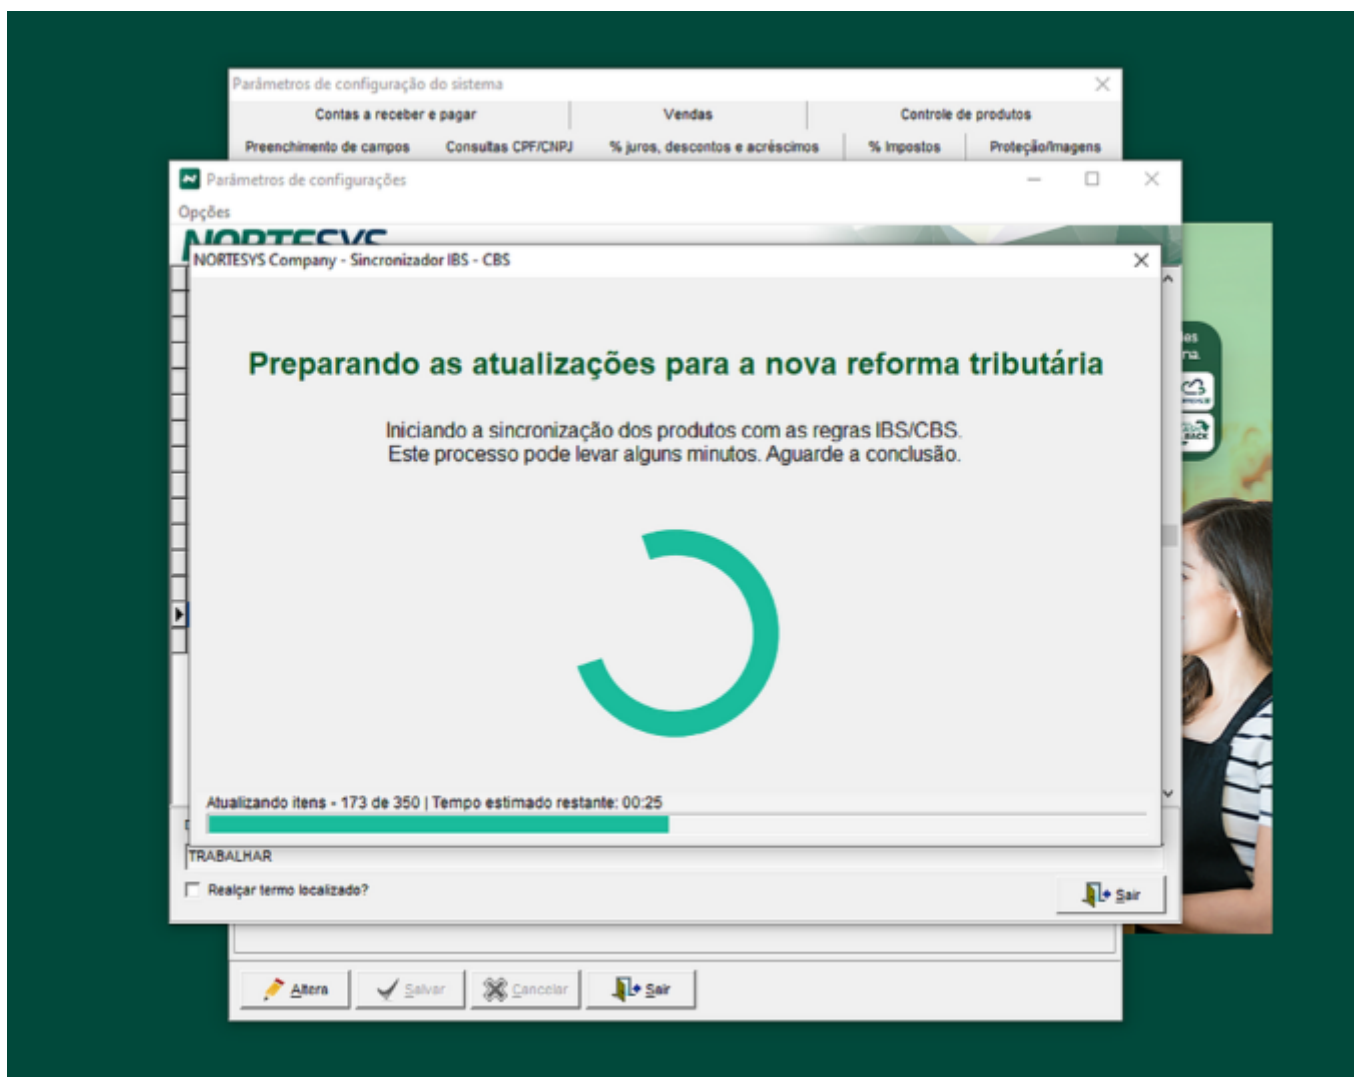 Parâmetros de configuração do sistema
Contas a receber e pagar Vendas Controle de produtos
Preenchimento de campos Consultas CPF/CNPJ % juros, descontos e acréscimos % Impostos Proteção/Imagens
Parâmetros de configurações
Opções
NORTESYS
NORTESYS Company - Sincronizador IBS - CBS
Preparando as atualizações para a nova reforma tributária
Iniciando a sincronização dos produtos com as regras IBS/CBS.
Este processo pode levar alguns minutos. Aguarde a conclusão.
Atualizando itens - 173 de 350 | Tempo estimado restante: 00:25
TRABALHAR
Realçar termo localizado?
Sair
Altera Salvar Cancelar Sair
BACK